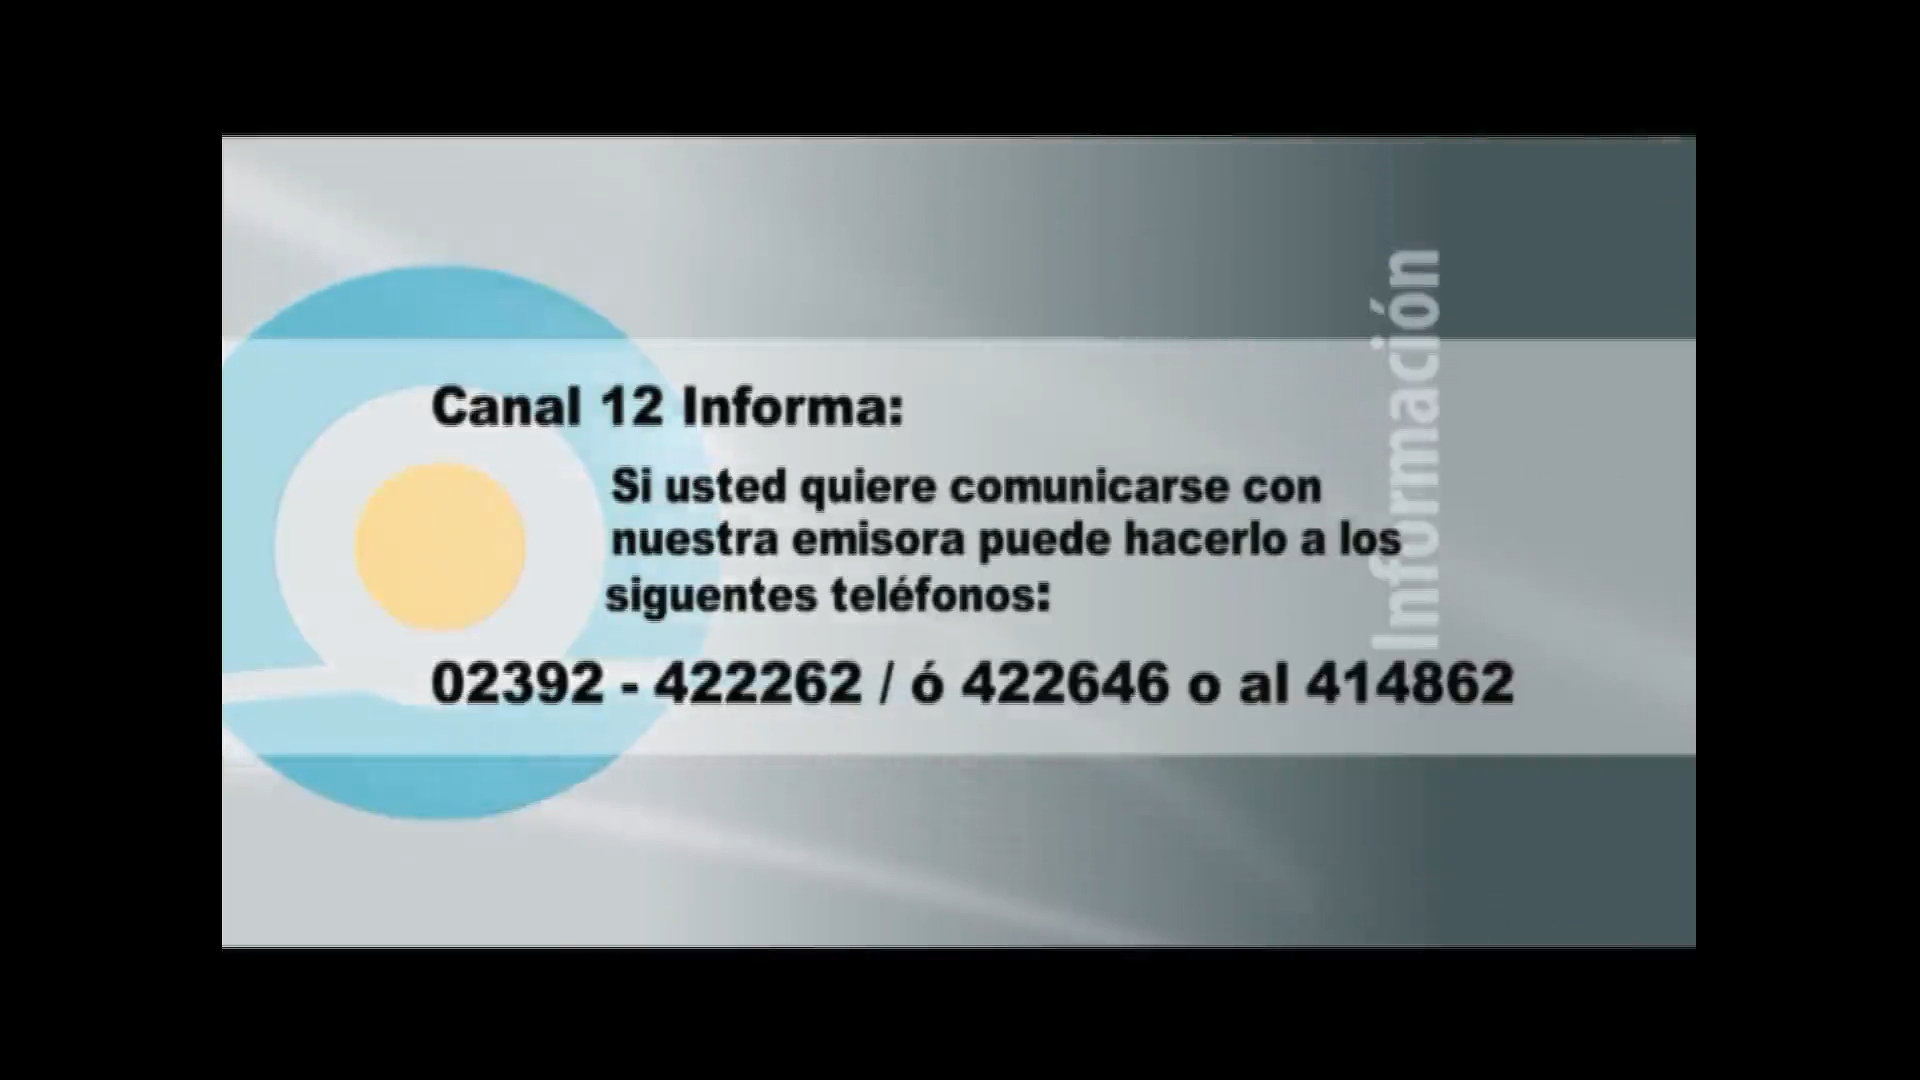 Canal 12 Informa:
Si usted quiere comunicarse con
nuestra emisora puede hacerlo a los
siguentes teléfonos:
02392 - 422262 / ó 422646 o al 414862
Información